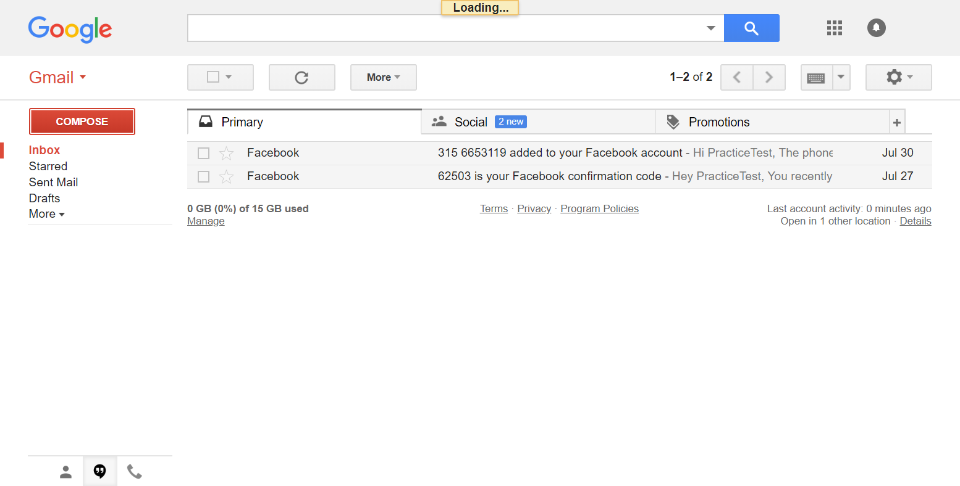 Loading...
Google
Gmail
More
1–2 of 2
COMPOSE
Primary
Social 2 new
Promotions
+
Inbox
Starred
Sent Mail
Drafts
More
Facebook 315 6653119 added to your Facebook account - Hi PracticeTest, The phone Jul 30
Facebook 62503 is your Facebook confirmation code - Hey PracticeTest, You recently Jul 27
0 GB (0%) of 15 GB used
Manage
Terms · Privacy · Program Policies
Last account activity: 0 minutes ago
Open in 1 other location · Details